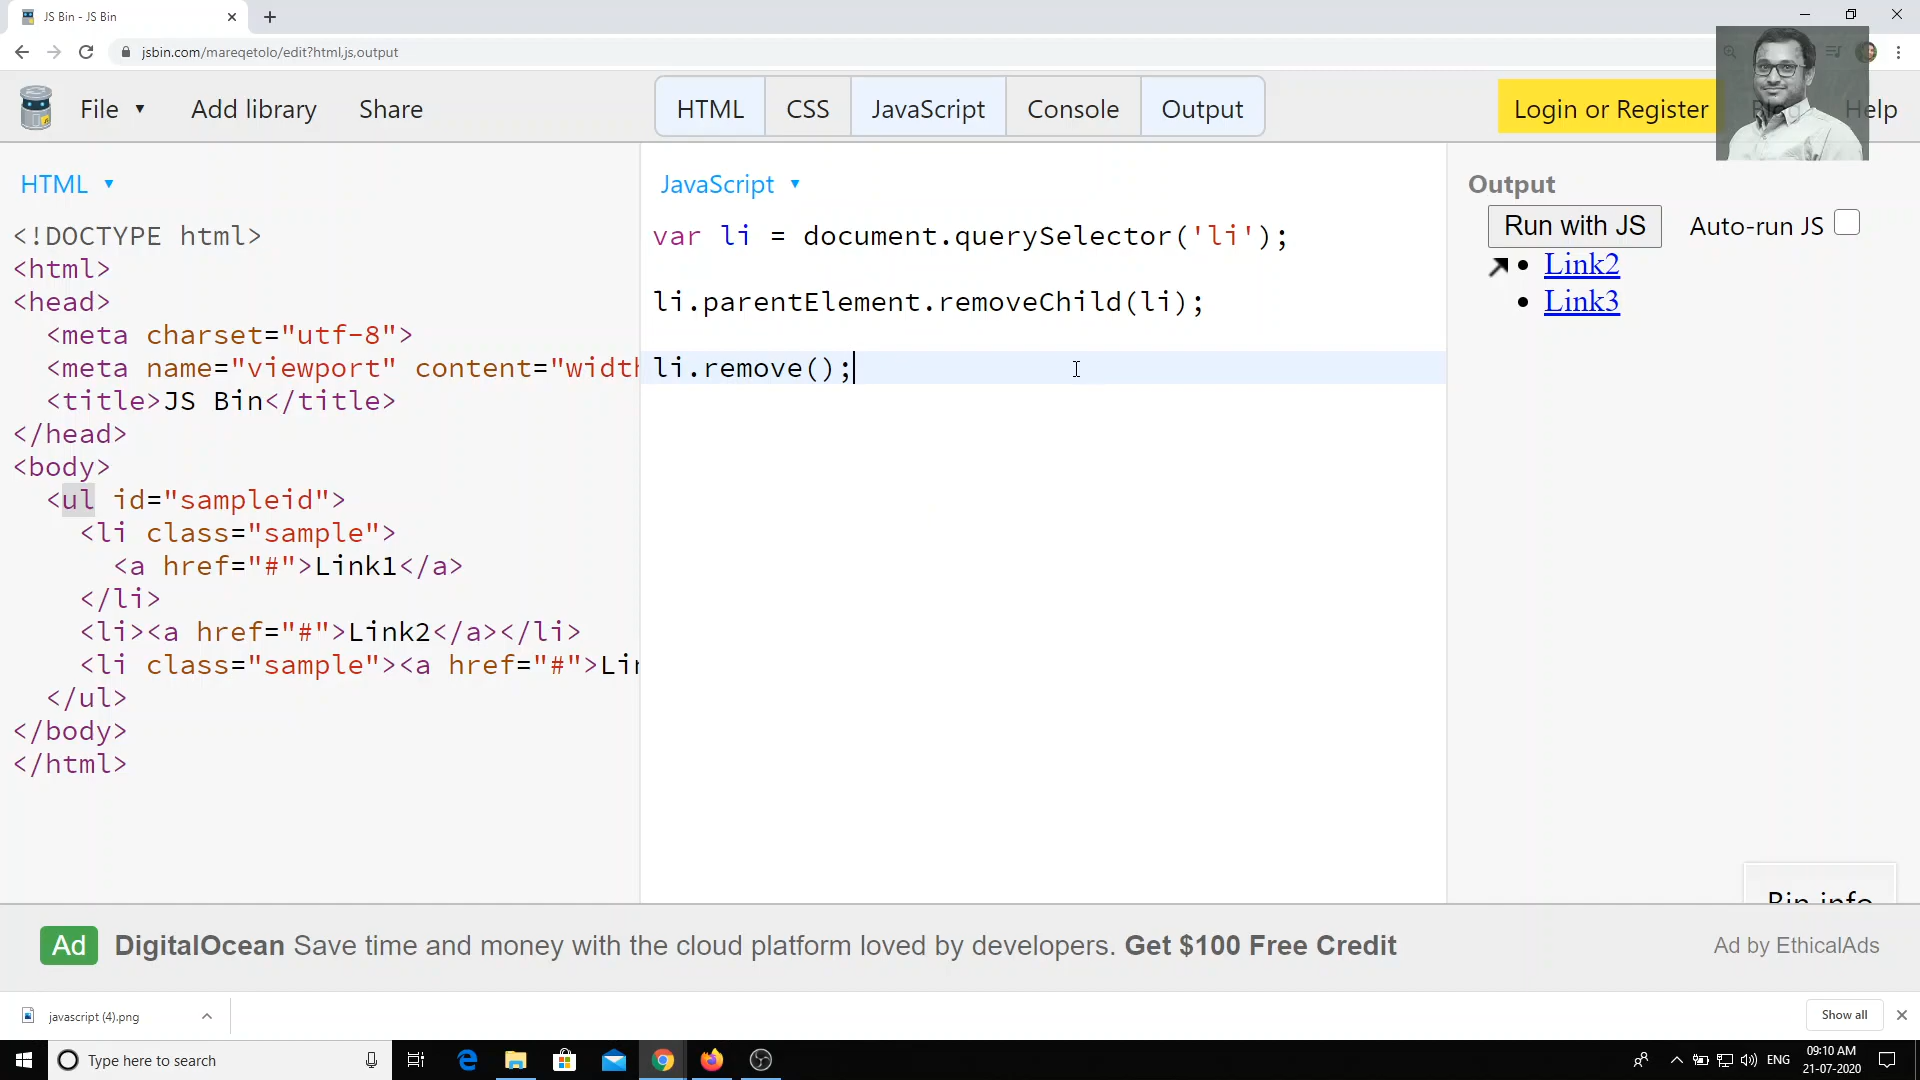 JS Bin - JS Bin
jsbin.com/mareqetolo/edit?html,js,output
File
Add library
Share
HTML
CSS
JavaScript
Console
Output
Login or Register
Blog
Help
HTML
<!DOCTYPE html>
<html>
<head>
<meta charset="utf-8">
<meta name="viewport" content="width
<title>JS Bin</title>
</head>
<body>
<ul id="sampleid">
<li class="sample">
<a href="#">Link1</a>
</li>
<li><a href="#">Link2</a></li>
<li class="sample"><a href="#">Lin
</ul>
</body>
</html>
JavaScript
var li = document.querySelector('li');
li.parentElement.removeChild(li);
li.remove();
Output
Run with JS
Auto-run JS
Link2
Link3
Bin info
Ad
DigitalOcean Save time and money with the cloud platform loved by developers. Get $100 Free Credit
Ad by EthicalAds
javascript (4).png
Show all
Type here to search
ENG
09:10 AM
21-07-2020